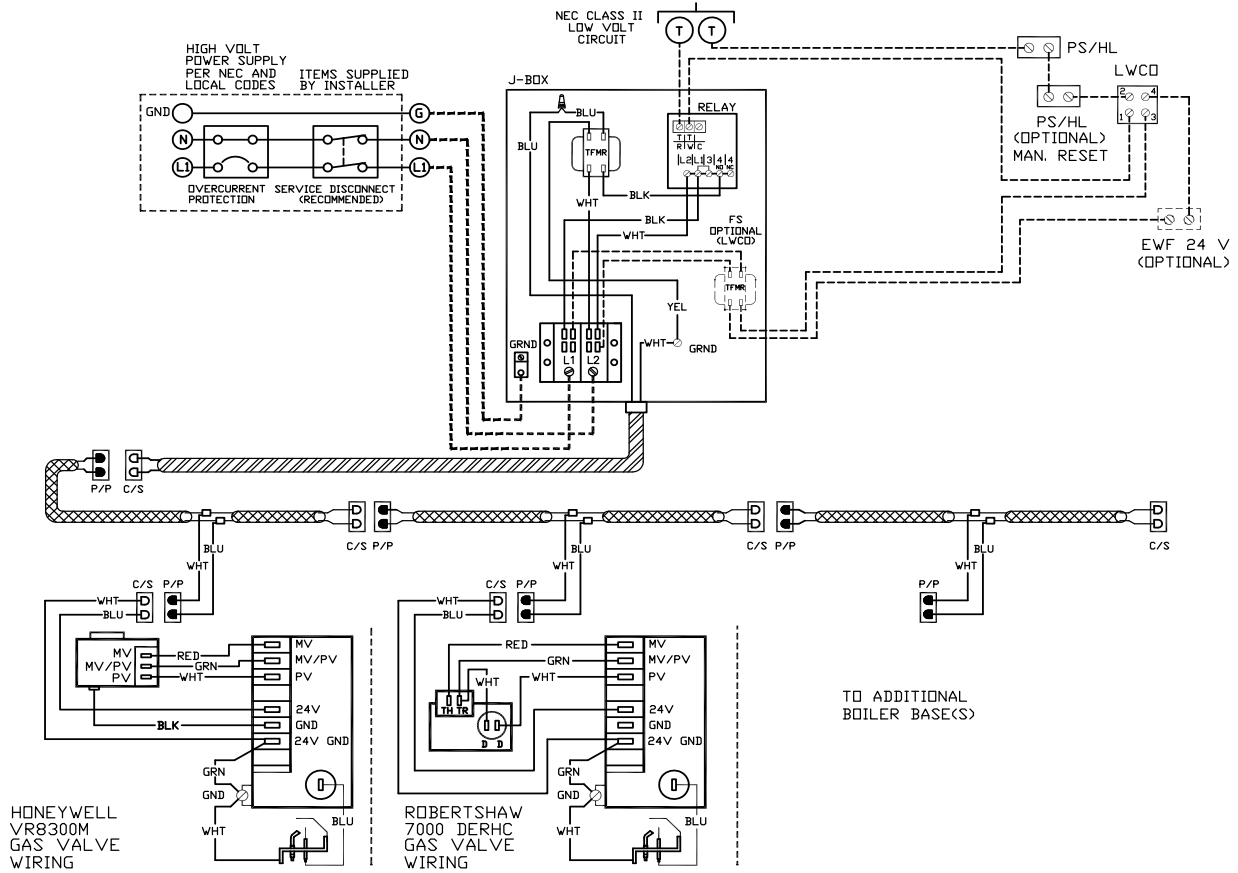 NEC CLASS II
LOW VOLT
CIRCUIT
T
T
PS/HL
LWCO
2
4
1
3
PS/HL
(OPTIONAL)
MAN. RESET
EWF 24 V
(OPTIONAL)
HIGH VOLT
POWER SUPPLY
PER NEC AND
LOCAL CODES
ITEMS SUPPLIED
BY INSTALLER
GND
G
N
N
L1
L1
OVERCURRENT
PROTECTION
SERVICE DISCONNECT
(RECOMMENDED)
J-BOX
BLU
BLU
TFMR
RELAY
T T
R W C
L2 L1 3 4 4
NO NC
BLK
WHT
BLK
WHT
FS
OPTIONAL
(LWCO)
TFMR
YEL
WHT
GRND
GRND
L1
L2
P/P
C/S
C/S
P/P
C/S
P/P
C/S
BLU
WHT
BLU
WHT
BLU
WHT
C/S
P/P
C/S
P/P
P/P
WHT
BLU
MV
MV/PV
PV
RED
GRN
WHT
BLK
MV
MV/PV
PV
24V
GND
24V GND
GRN
GND
WHT
BLU
HONEYWELL
VR8300M
GAS VALVE
WIRING
WHT
BLU
RED
GRN
WHT
WHT
TH TR
D D
MV
MV/PV
PV
24V
GND
24V GND
GRN
GND
WHT
BLU
ROBERTSHAW
7000 DERHC
GAS VALVE
WIRING
TO ADDITIONAL
BOILER BASE(S)